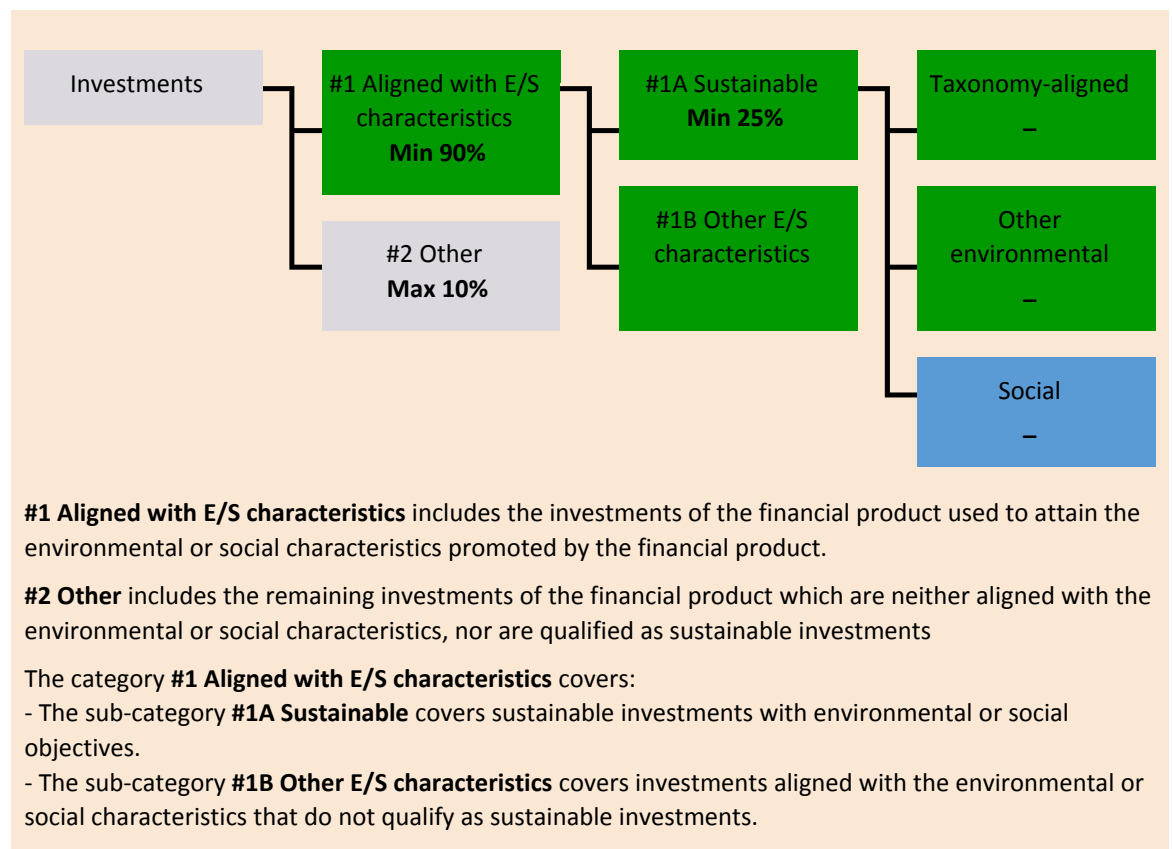 Investments
#1 Aligned with E/S
characteristics
Min 90%
#2 Other
Max 10%
#1A Sustainable
Min 25%
#1B Other E/S
characteristics
Taxonomy-aligned
–
Other
environmental
–
Social
–
#1 Aligned with E/S characteristics includes the investments of the financial product used to attain the
environmental or social characteristics promoted by the financial product.
#2 Other includes the remaining investments of the financial product which are neither aligned with the
environmental or social characteristics, nor are qualified as sustainable investments
The category #1 Aligned with E/S characteristics covers:
- The sub-category #1A Sustainable covers sustainable investments with environmental or social
objectives.
- The sub-category #1B Other E/S characteristics covers investments aligned with the environmental or
social characteristics that do not qualify as sustainable investments.